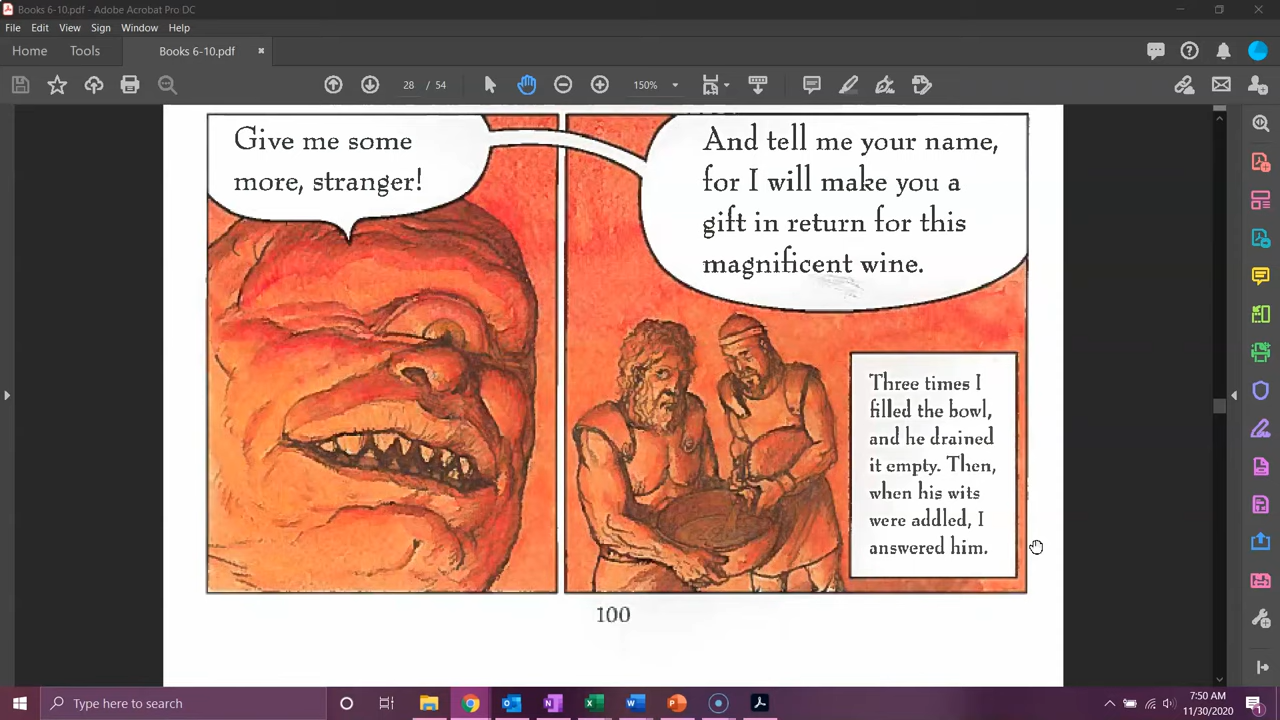 Books 6-10.pdf - Adobe Acrobat Pro DC
File Edit View Sign Window Help
Home Tools Books 6-10.pdf
28 / 54
150%
Give me some
more, stranger!
And tell me your name,
for I will make you a
gift in return for this
magnificent wine.
Three times I
filled the bowl,
and he drained
it empty. Then,
when his wits
were addled, I
answered him.
100
Type here to search
7:50 AM
11/30/2020